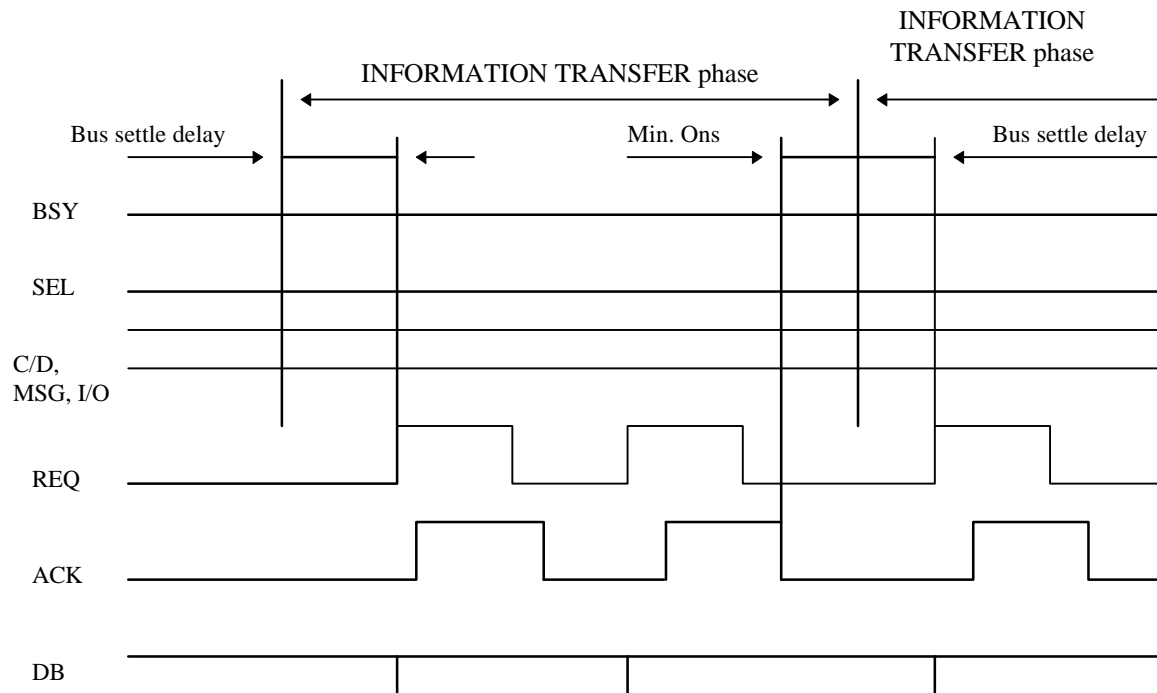 INFORMATION
TRANSFER phase
INFORMATION TRANSFER phase
Bus settle delay
Min. Ons
Bus settle delay
BSY
SEL
C/D,
MSG, I/O
REQ
ACK
DB